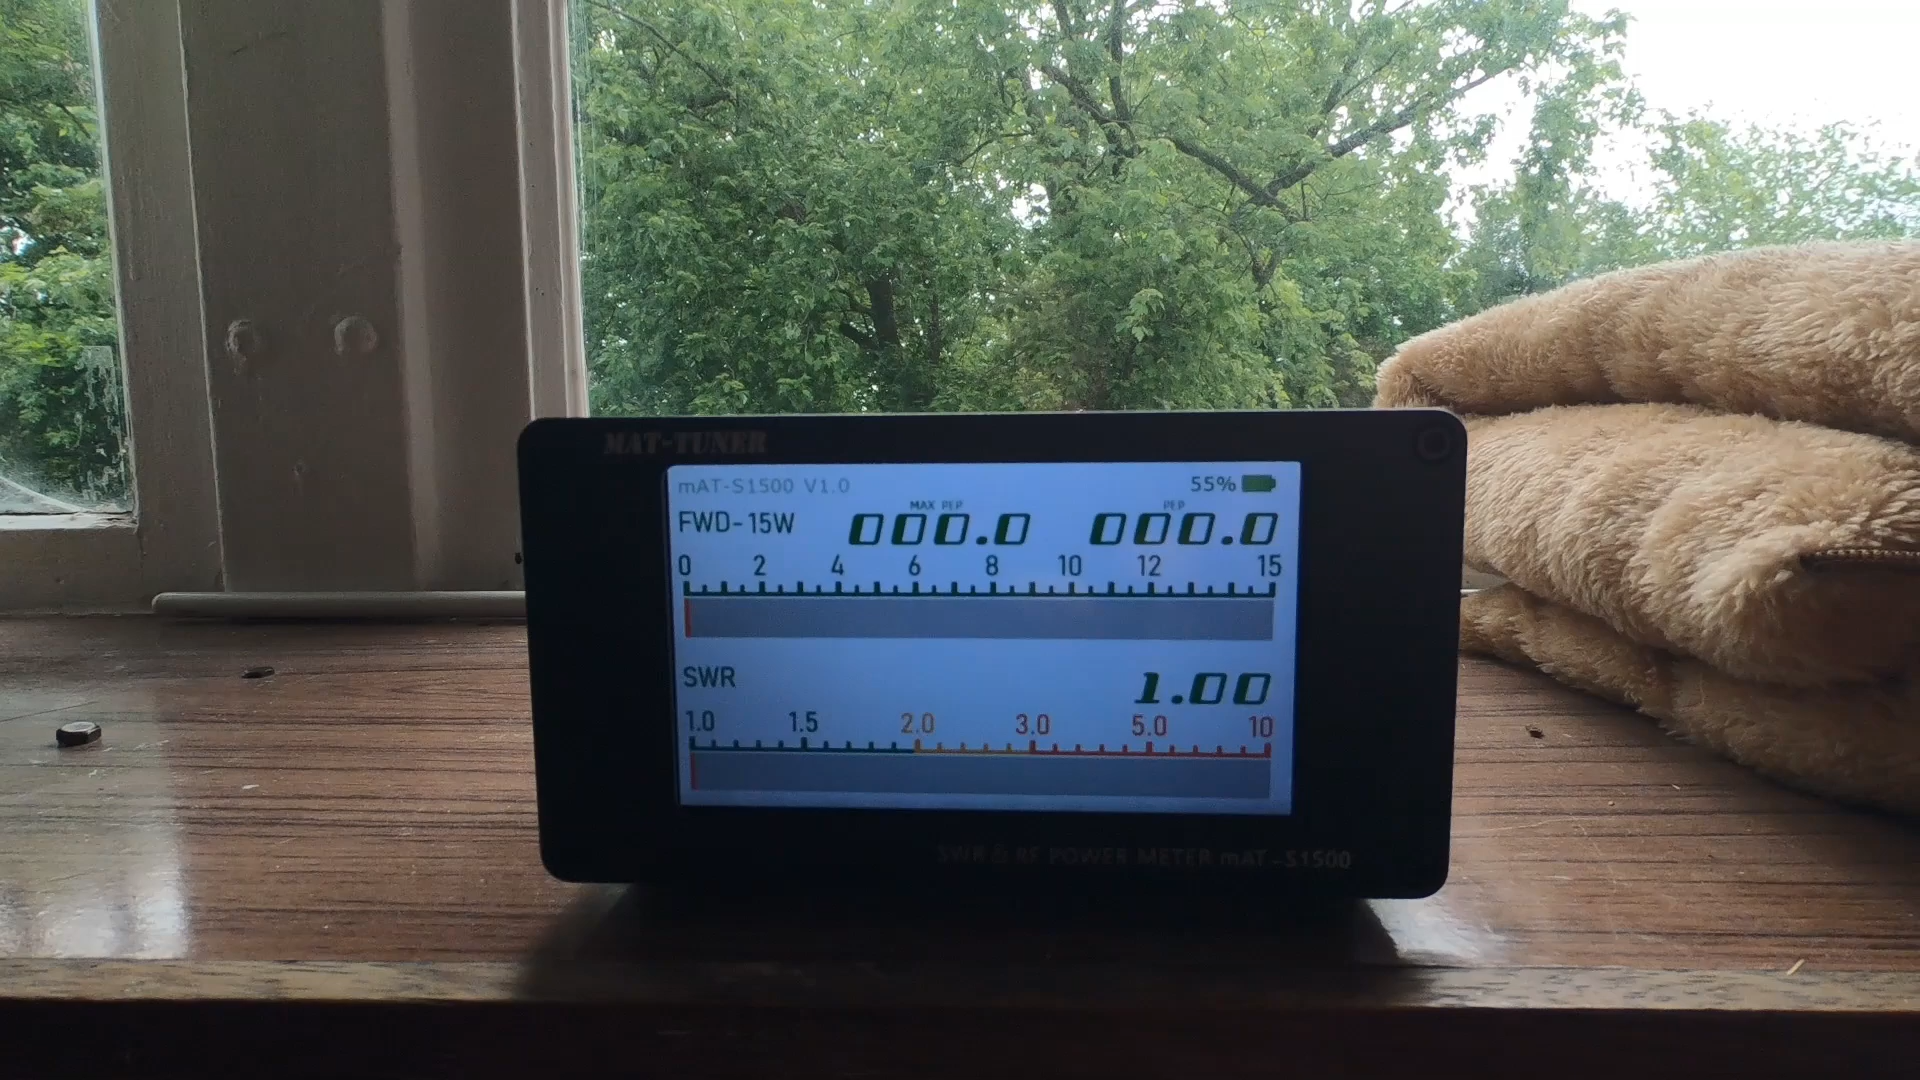 MAT-TUNER
mAT-S1500 V1.0 55%
MAX PEP PEP
FWD-15W 000.0 000.0
0 2 4 6 8 10 12 15
SWR 1.00
1.0 1.5 2.0 3.0 5.0 10
SWR & RF POWER METER mAT-S1500